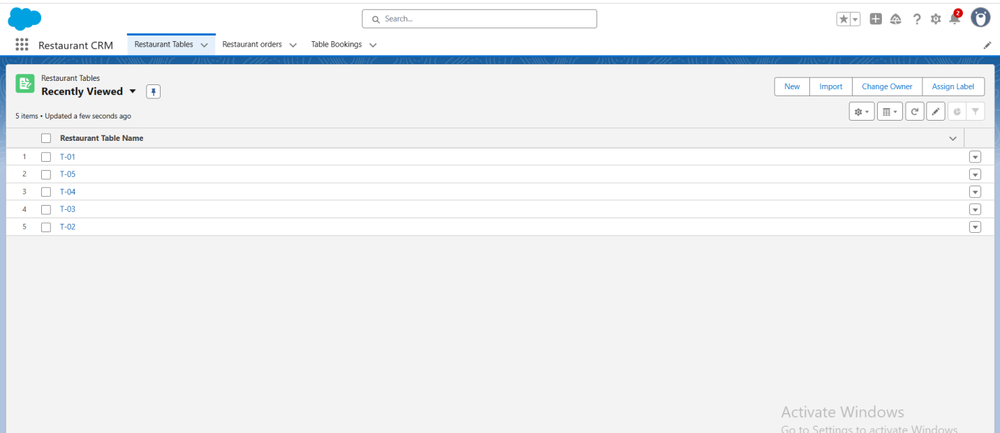 Search...
2
Restaurant CRM
Restaurant Tables
Restaurant orders
Table Bookings
Restaurant Tables
Recently Viewed
New
Import
Change Owner
Assign Label
5 items • Updated a few seconds ago
Restaurant Table Name
1 T-01
2 T-05
3 T-04
4 T-03
5 T-02
Activate Windows
Go to Settings to activate Windows